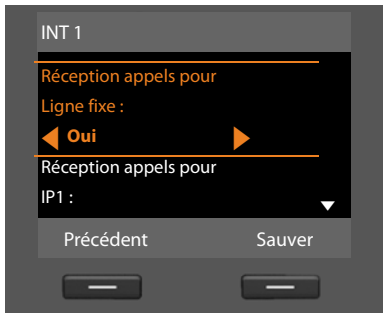 INT 1
Réception appels pour
Ligne fixe :
Oui
Réception appels pour
IP1 :
Précédent Sauver